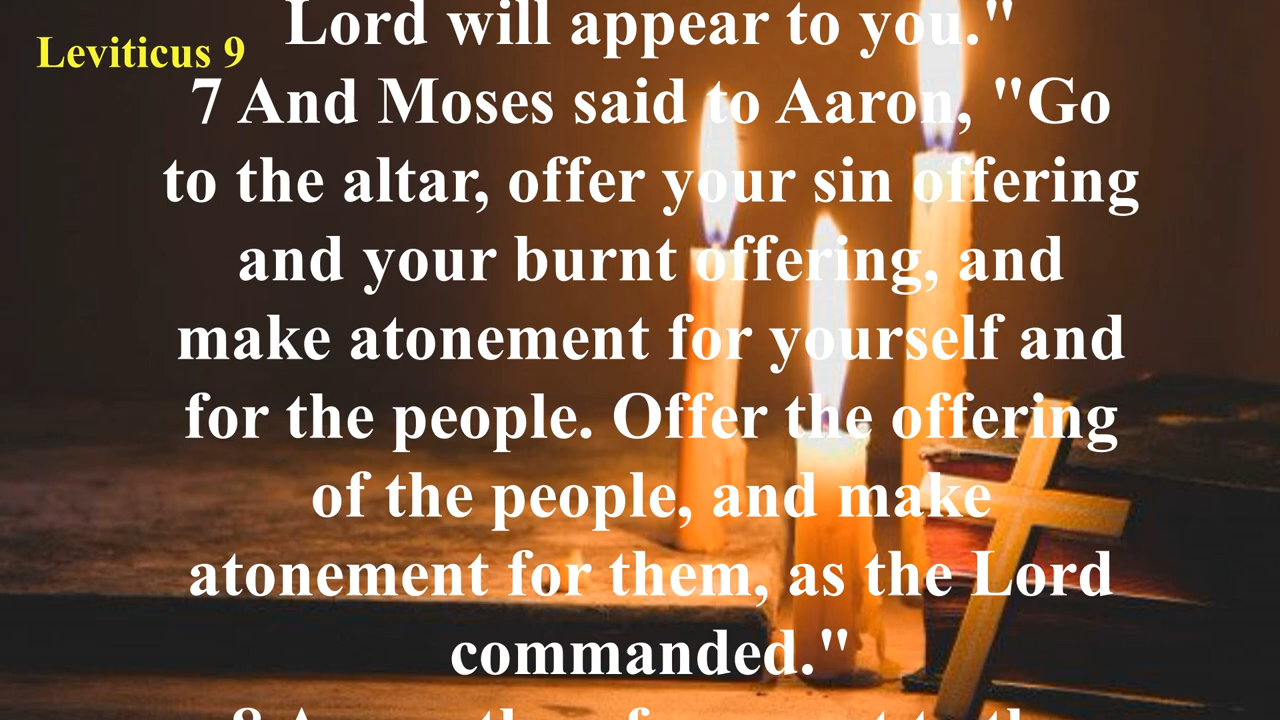 Lord will appear to you."
Leviticus 9
7 And Moses said to Aaron, "Go
to the altar, offer your sin offering
and your burnt offering, and
make atonement for yourself and
for the people. Offer the offering
of the people, and make
atonement for them, as the Lord
commanded."